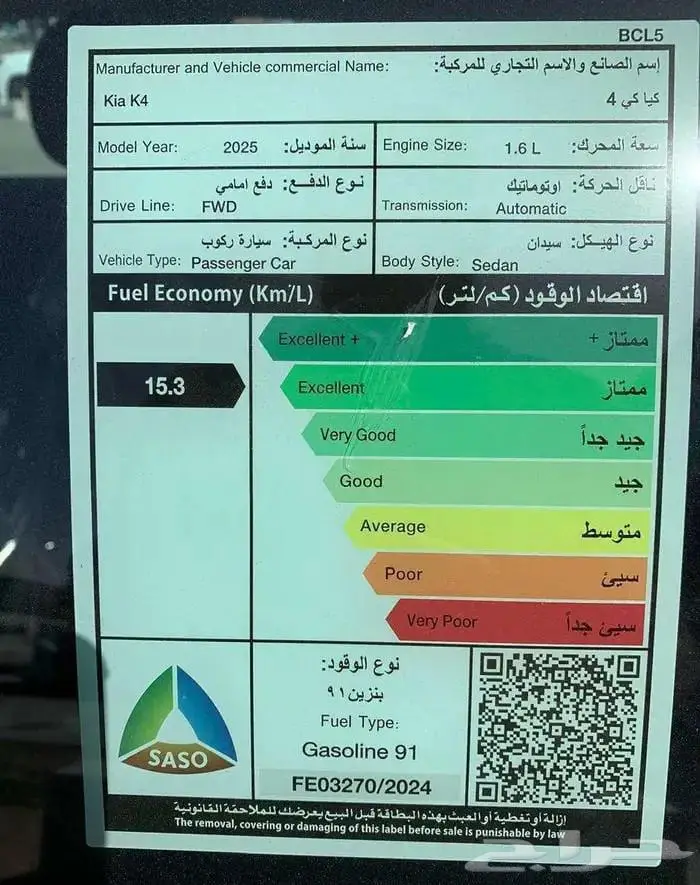 BCL5
Manufacturer and Vehicle commercial Name: إسم الصانع والاسم التجاري للمركبة:
Kia K4 كيا كي 4
Model Year: 2025 سنة الموديل:
Engine Size: 1.6 L سعة المحرك:
نوع الدفع: دفع امامي
Drive Line: FWD
ناقل الحركة: اوتوماتيك
Transmission: Automatic
نوع المركبة: سيارة ركوب
Vehicle Type: Passenger Car
نوع الهيكل: سيدان
Body Style: Sedan
Fuel Economy (Km/L) اقتصاد الوقود (كم/لتر)
Excellent + ممتاز +
15.3
Excellent ممتاز
Very Good جيد جداً
Good جيد
Average متوسط
Poor سيئ
Very Poor سيئ جداً
SASO
نوع الوقود:
بنزين ٩١
Fuel Type:
Gasoline 91
FE03270/2024
إزالة أو تغطية أو العبث بهذه البطاقة قبل البيع يعرضك للملاحقة القانونية
The removal, covering or damaging of this label before sale is punishable by law
حراج